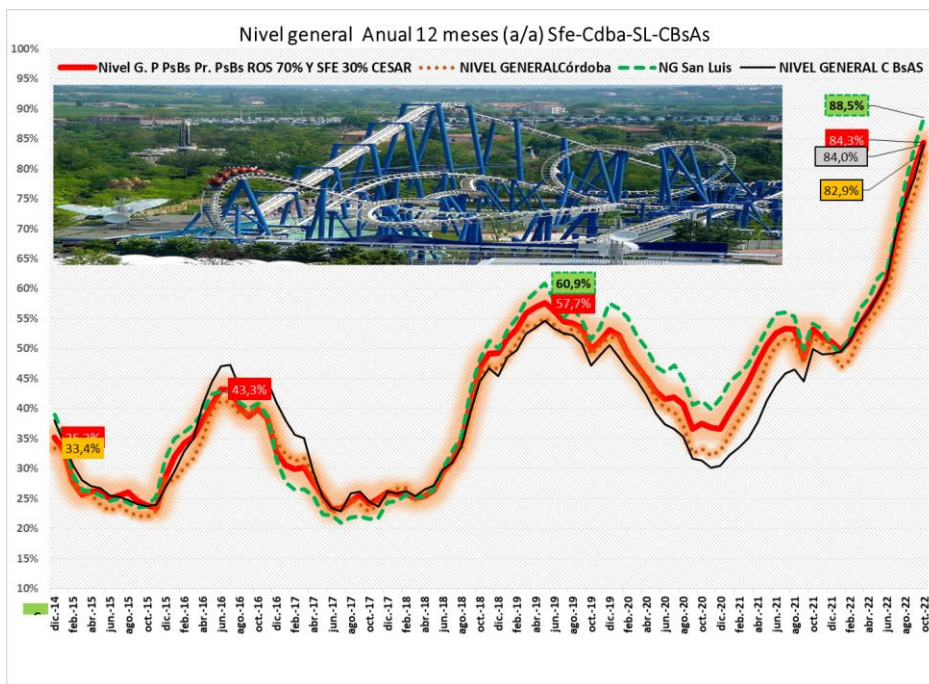 Nivel general Anual 12 meses (a/a) Sfe-Cdba-SL-CBsAs
Nivel G. P PsBs Pr. PsBs ROS 70% Y SFE 30% CESAR
NIVEL GENERALCórdoba
NG San Luis
NIVEL GENERAL C BsAS
100%
95%
90%
85%
80%
75%
70%
65%
60%
55%
50%
45%
40%
35%
30%
25%
20%
15%
10%
33,4%
43,3%
60,9%
57,7%
88,5%
84,3%
84,0%
82,9%
dic.-14
feb.-15
abr.-15
jun.-15
ago.-15
oct.-15
dic.-15
feb.-16
abr.-16
jun.-16
ago.-16
oct.-16
dic.-16
feb.-17
abr.-17
jun.-17
ago.-17
oct.-17
dic.-17
feb.-18
abr.-18
jun.-18
ago.-18
oct.-18
dic.-18
feb.-19
abr.-19
jun.-19
ago.-19
oct.-19
dic.-19
feb.-20
abr.-20
jun.-20
ago.-20
oct.-20
dic.-20
feb.-21
abr.-21
jun.-21
ago.-21
oct.-21
dic.-21
feb.-22
abr.-22
jun.-22
ago.-22
oct.-22